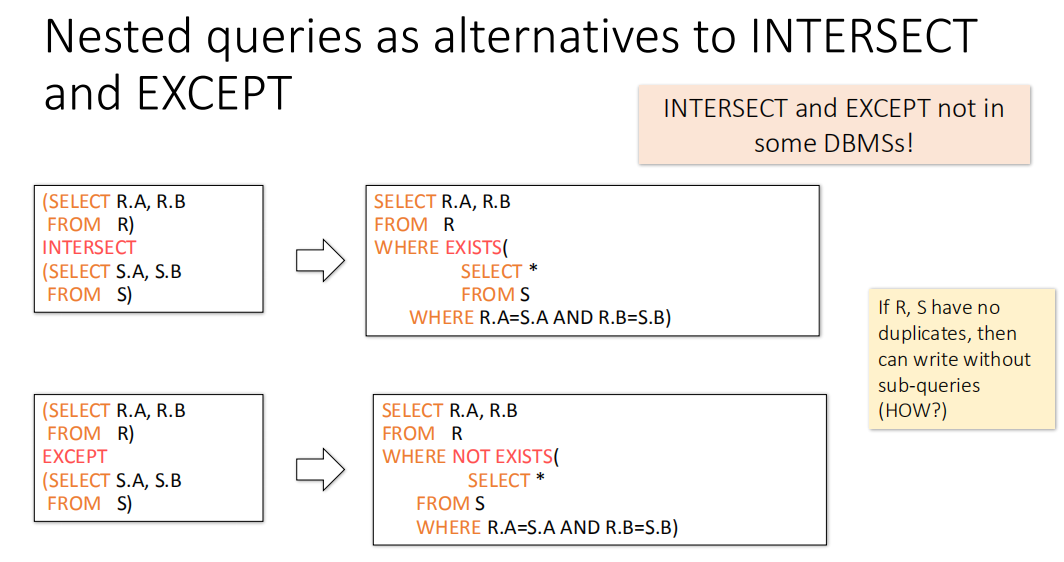 Nested queries as alternatives to INTERSECT
and EXCEPT
INTERSECT and EXCEPT not in
some DBMSs!
(SELECT R.A, R.B
FROM R)
INTERSECT
(SELECT S.A, S.B
FROM S)
SELECT R.A, R.B
FROM R
WHERE EXISTS(
SELECT *
FROM S
WHERE R.A=S.A AND R.B=S.B)
If R, S have no
duplicates, then
can write without
sub-queries
(HOW?)
(SELECT R.A, R.B
FROM R)
EXCEPT
(SELECT S.A, S.B
FROM S)
SELECT R.A, R.B
FROM R
WHERE NOT EXISTS(
SELECT *
FROM S
WHERE R.A=S.A AND R.B=S.B)